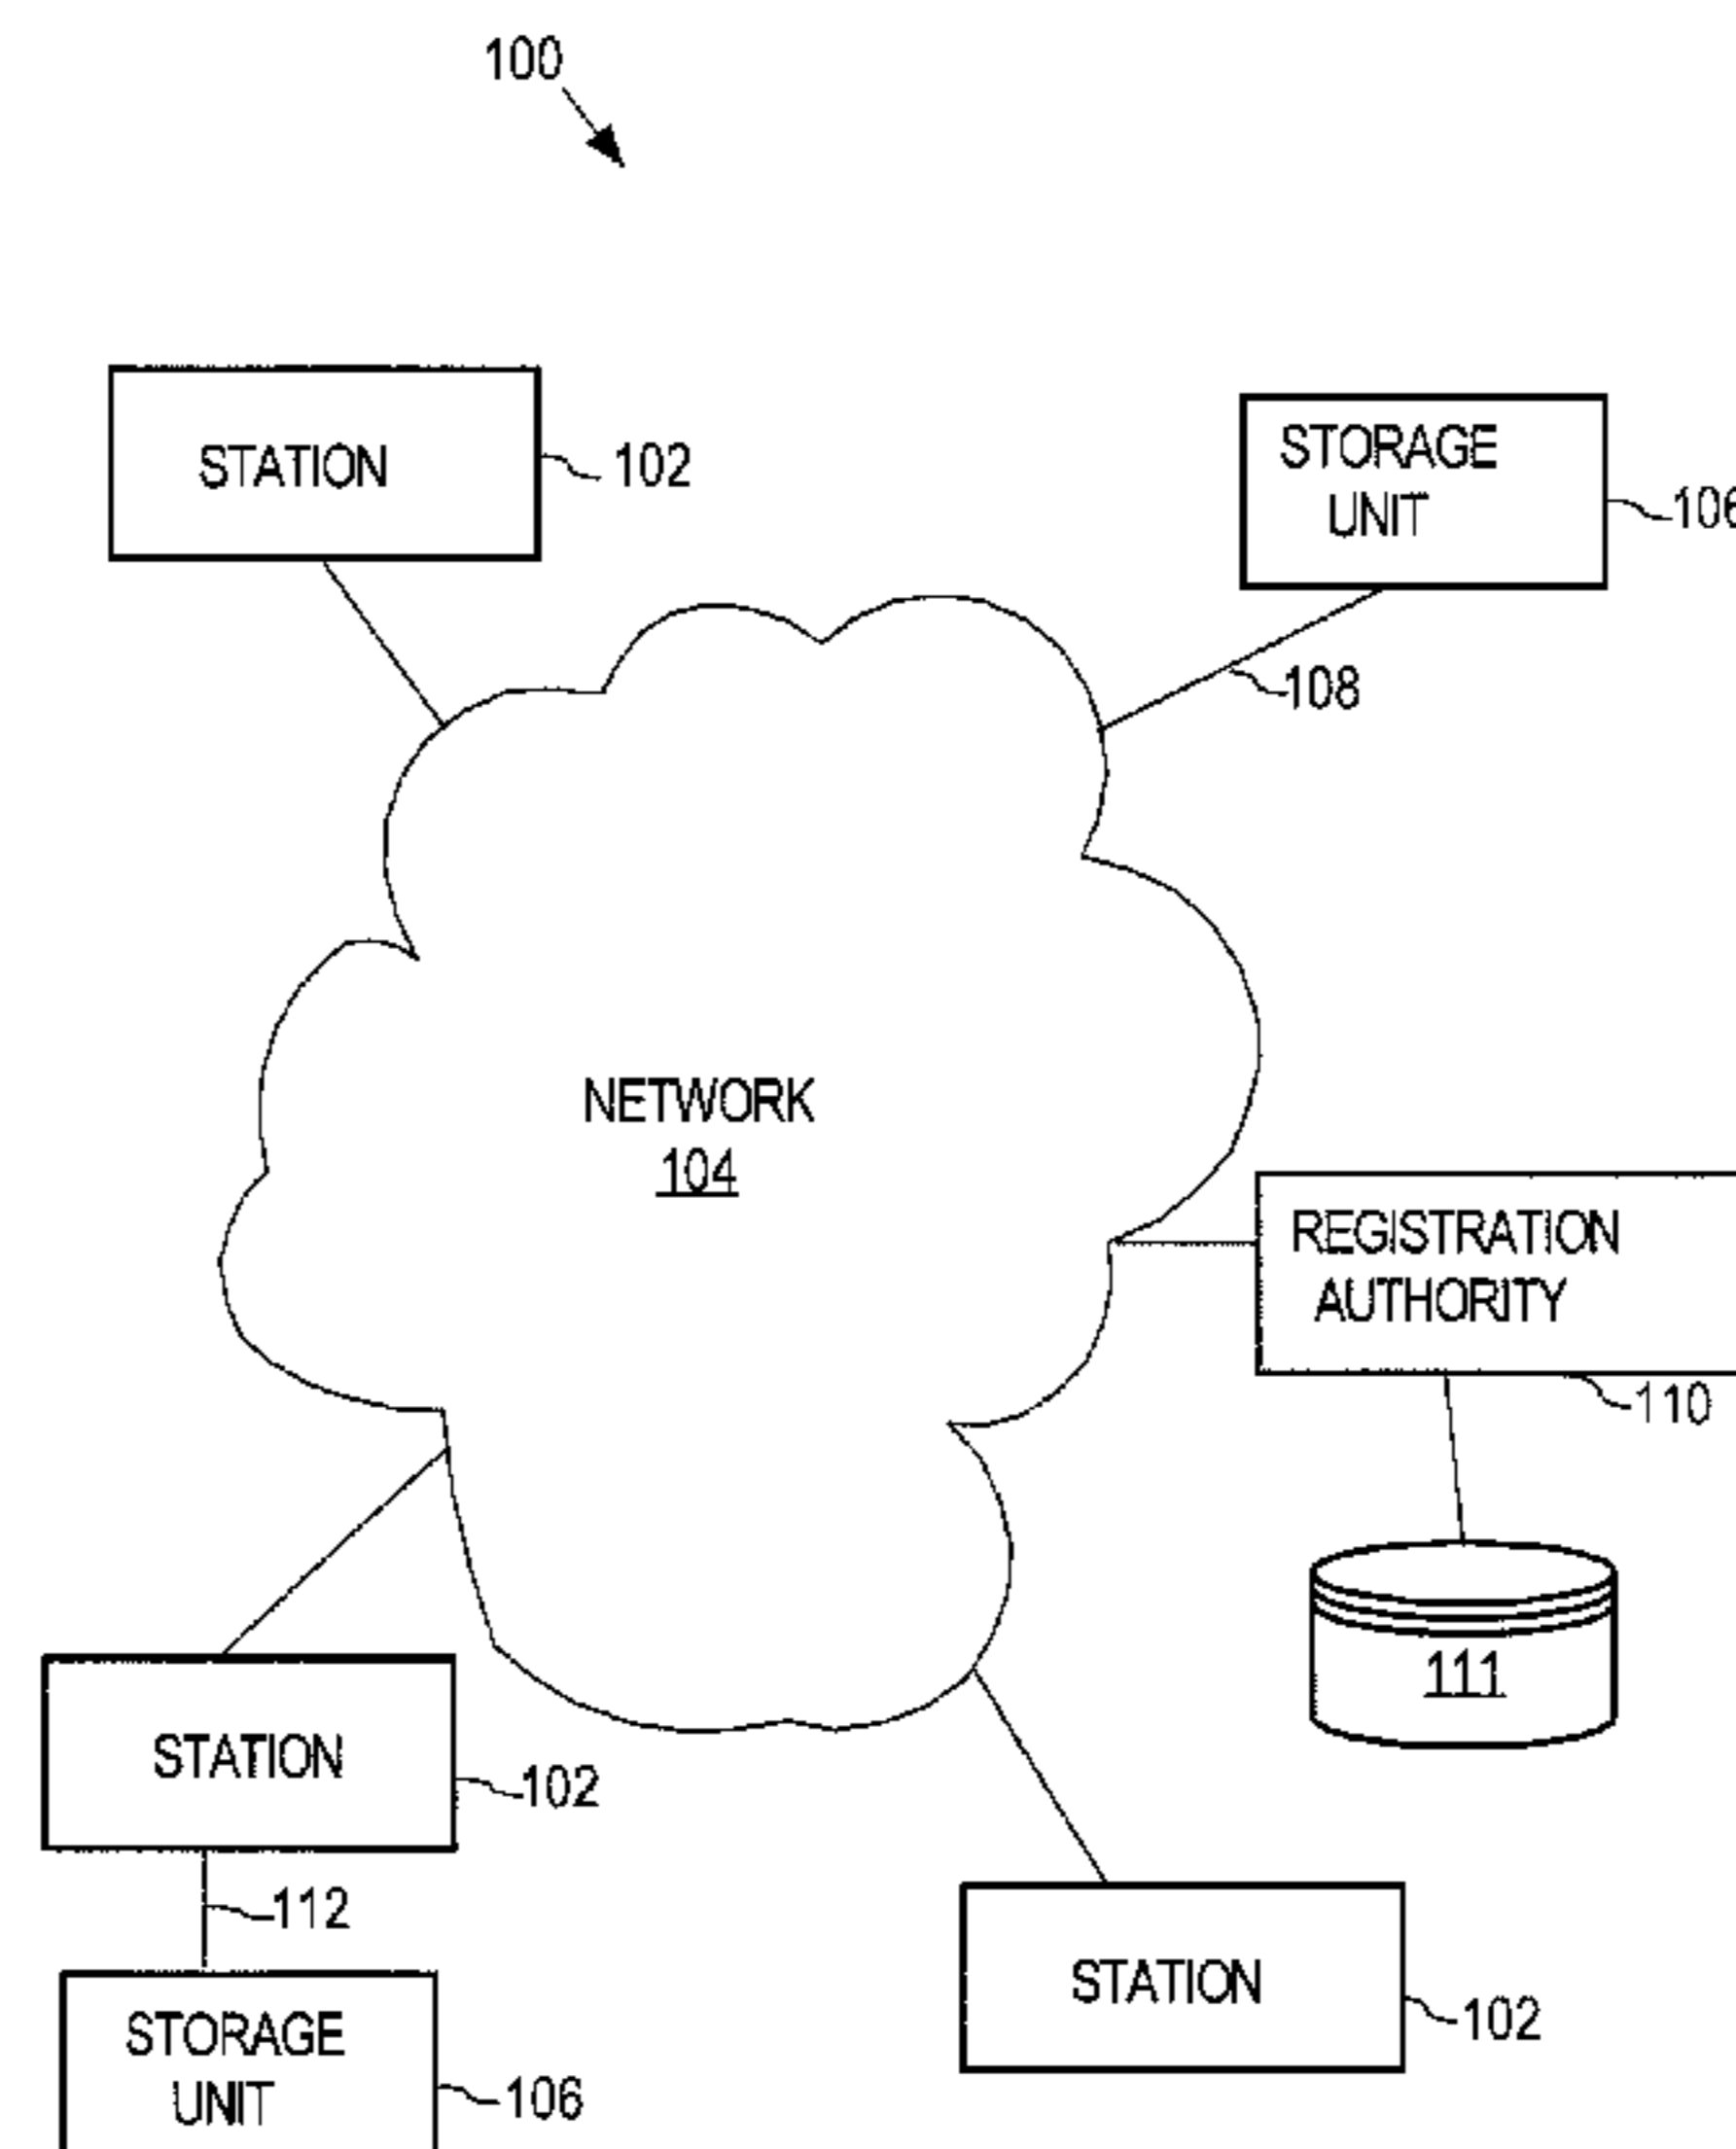 100
STATION
102
STORAGE
UNIT
106
108
NETWORK
104
REGISTRATION
AUTHORITY
110
111
STATION
102
112
STATION
102
STORAGE
UNIT
106